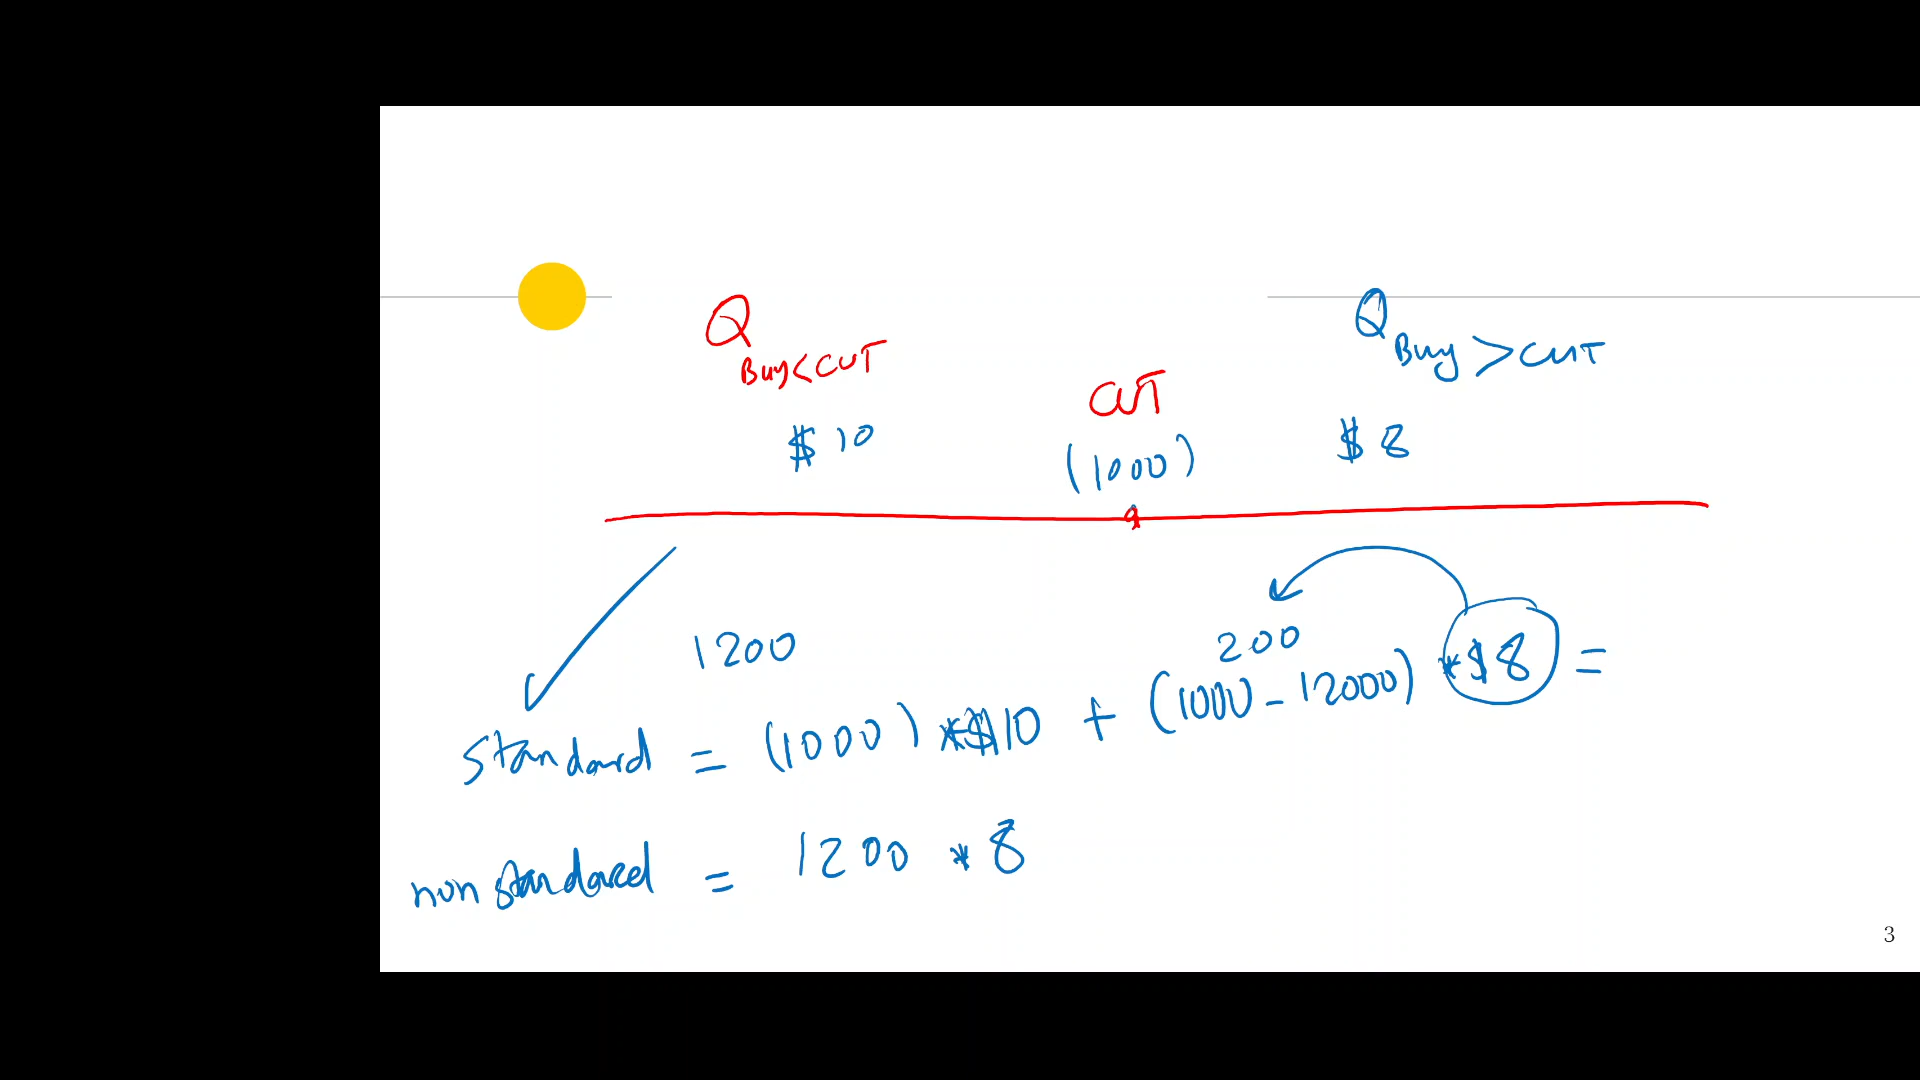 Q Buy<CUT
Q Buy > CUT
CUT
$ 10
(1000)
$ 8
1200
200
standard = (1000) *$10 + (1000 - 12000) *$8 =
non standard = 1200 * 8
3